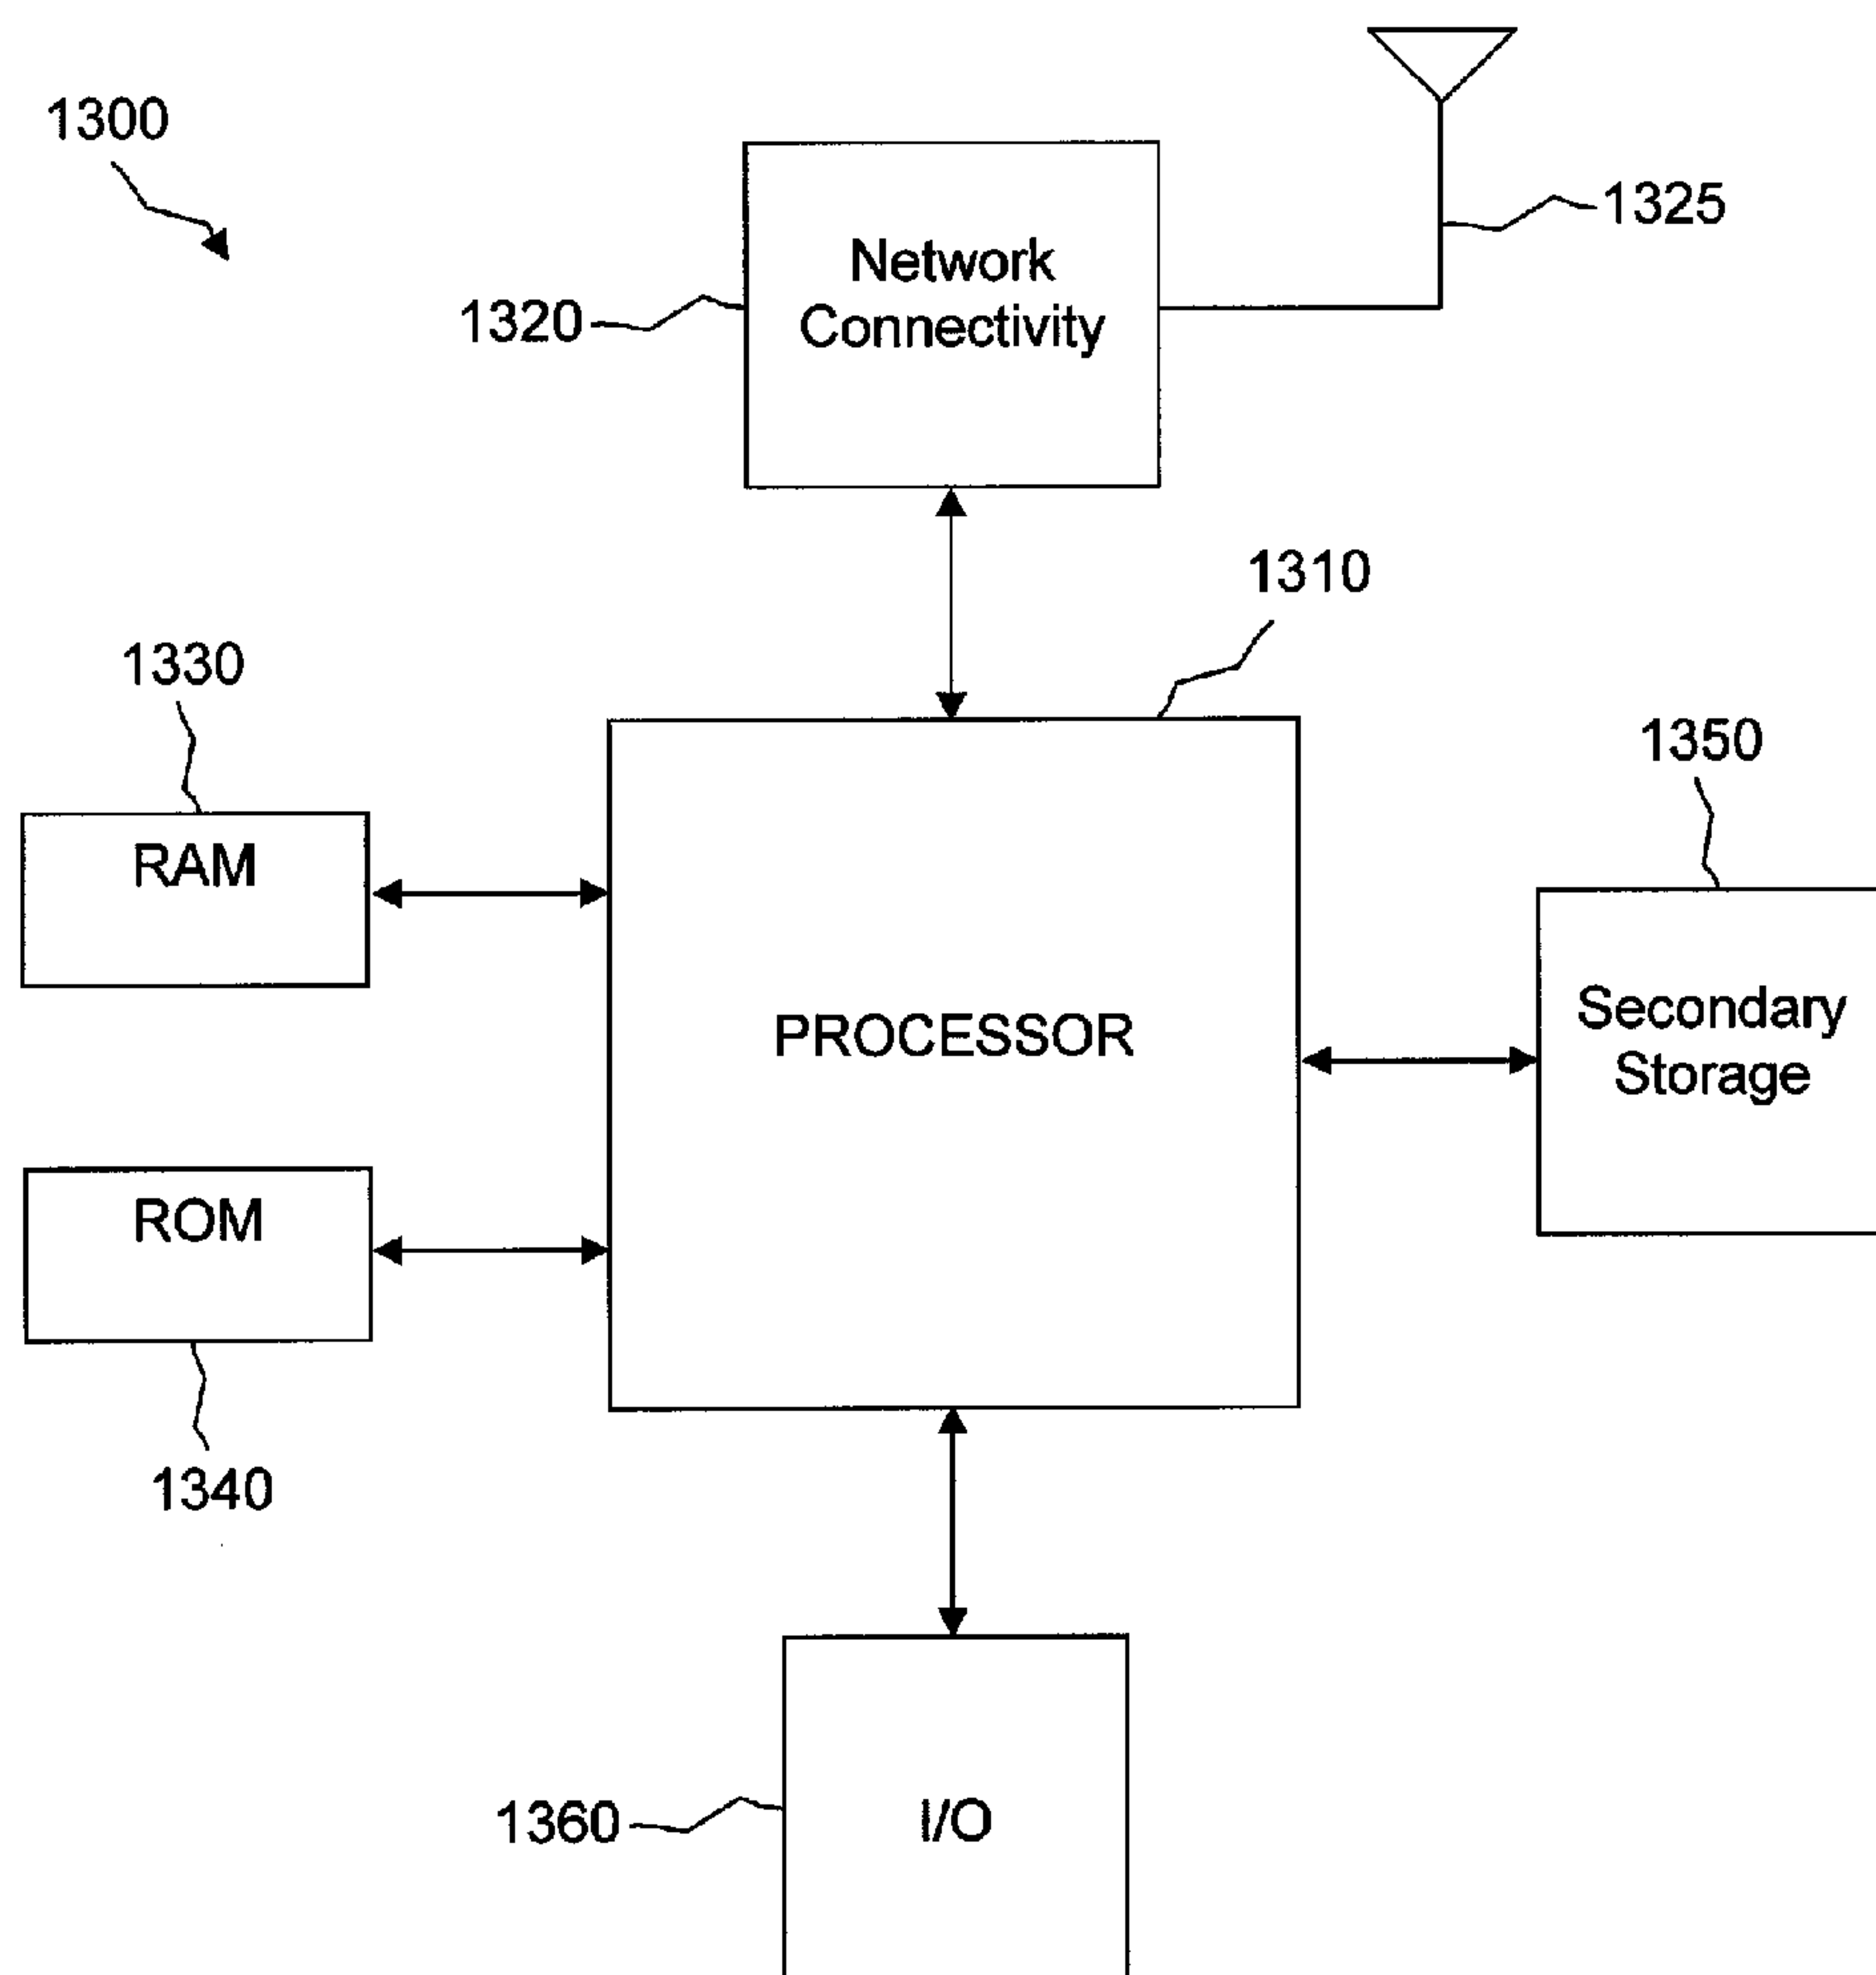 1300
1325
Network
Connectivity
1320
1310
1330
1350
RAM
Secondary
Storage
PROCESSOR
ROM
1340
1360
I/O